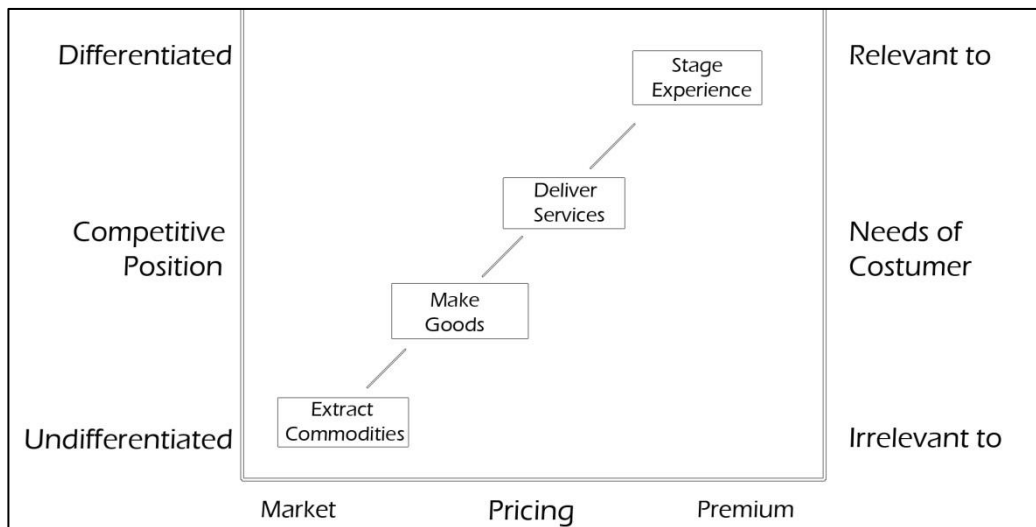 Differentiated
Stage
Experience
Relevant to
Deliver
Services
Competitive
Position
Needs of
Costumer
Make
Goods
Extract
Commodities
Undifferentiated
Irrelevant to
Market
Pricing
Premium